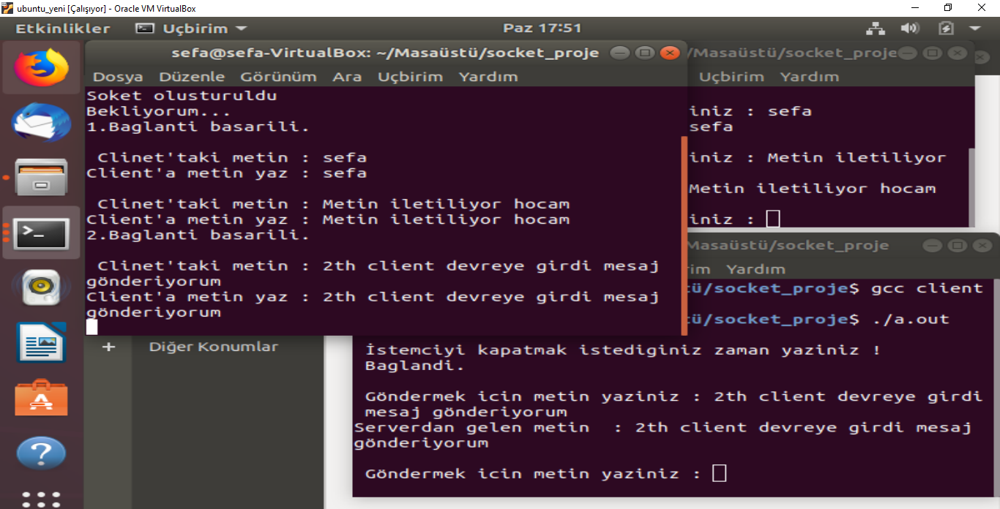 ubuntu_yeni [Çalışıyor] - Oracle VM VirtualBox
Etkinlikler Uçbirim Paz 17:51
sefa@sefa-VirtualBox: ~/Masaüstü/socket_proje
Dosya Düzenle Görünüm Ara Uçbirim Yardım
Soket olusturuldu
Bekliyorum...
1.Baglanti basarili.
Clinet'taki metin : sefa
Client'a metin yaz : sefa
Clinet'taki metin : Metin iletiliyor hocam
Client'a metin yaz : Metin iletiliyor hocam
2.Baglanti basarili.
Clinet'taki metin : 2th client devreye girdi mesaj
gönderiyorum
Client'a metin yaz : 2th client devreye girdi mesaj
gönderiyorum
/Masaüstü/socket_proje
Uçbirim Yardım
iniz : sefa
sefa
iniz : Metin iletiliyor
Metin iletiliyor hocam
iniz :
Masaüstü/socket_proje
im Yardım
tü/socket_proje$ gcc client
tü/socket_proje$ ./a.out
İstemciyi kapatmak istediginiz zaman yaziniz !
Baglandi.
Göndermek icin metin yaziniz : 2th client devreye girdi
mesaj gönderiyorum
Serverdan gelen metin : 2th client devreye girdi mesaj
gönderiyorum
Göndermek icin metin yaziniz :
+ Diğer Konumlar